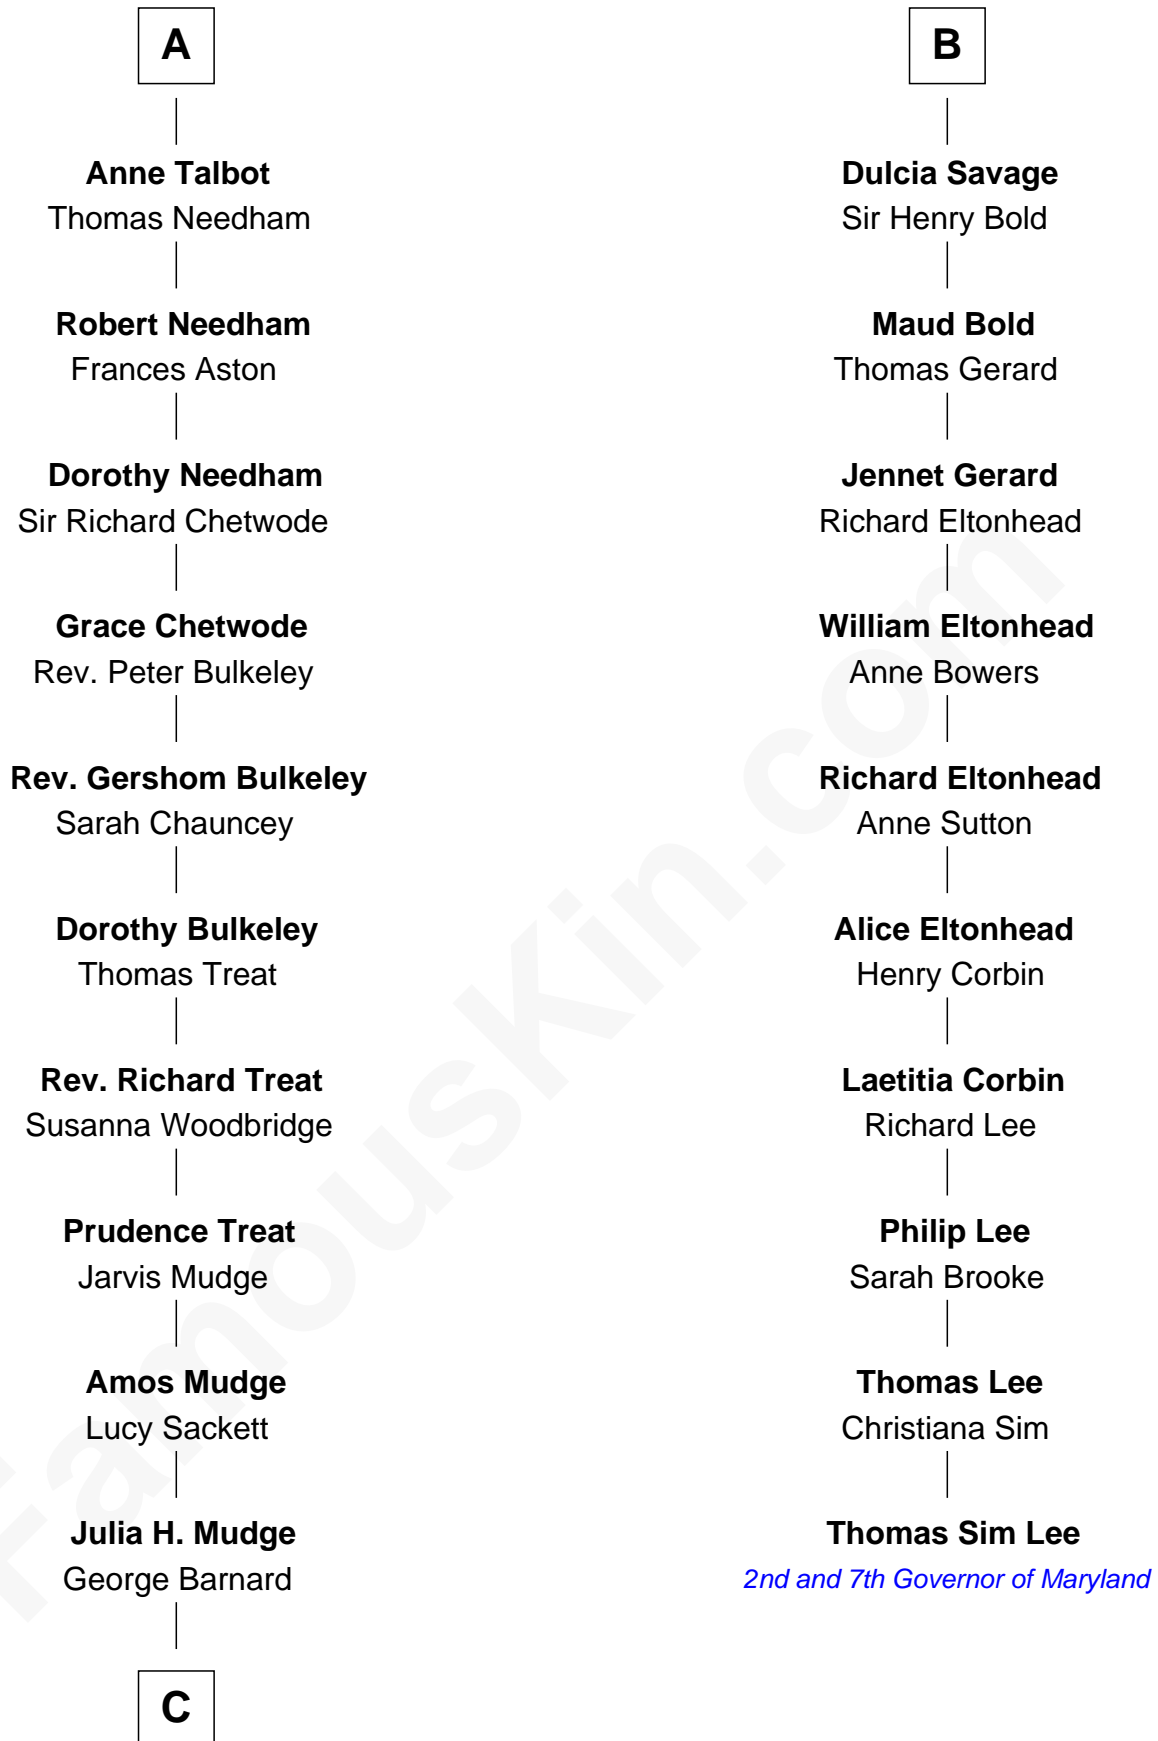 A
Anne Talbot
Thomas Needham
Robert Needham
Frances Aston
Dorothy Needham
Sir Richard Chetwode
Grace Chetwode
Rev. Peter Bulkeley
Rev. Gershom Bulkeley
Sarah Chauncey
Dorothy Bulkeley
Thomas Treat
Rev. Richard Treat
Susanna Woodbridge
Prudence Treat
Jarvis Mudge
Amos Mudge
Lucy Sackett
Julia H. Mudge
George Barnard
C
B
Dulcia Savage
Sir Henry Bold
Maud Bold
Thomas Gerard
Jennet Gerard
Richard Eltonhead
William Eltonhead
Anne Bowers
Richard Eltonhead
Anne Sutton
Alice Eltonhead
Henry Corbin
Laetitia Corbin
Richard Lee
Philip Lee
Sarah Brooke
Thomas Lee
Christiana Sim
Thomas Sim Lee
2nd and 7th Governor of Maryland
FamousKin.com